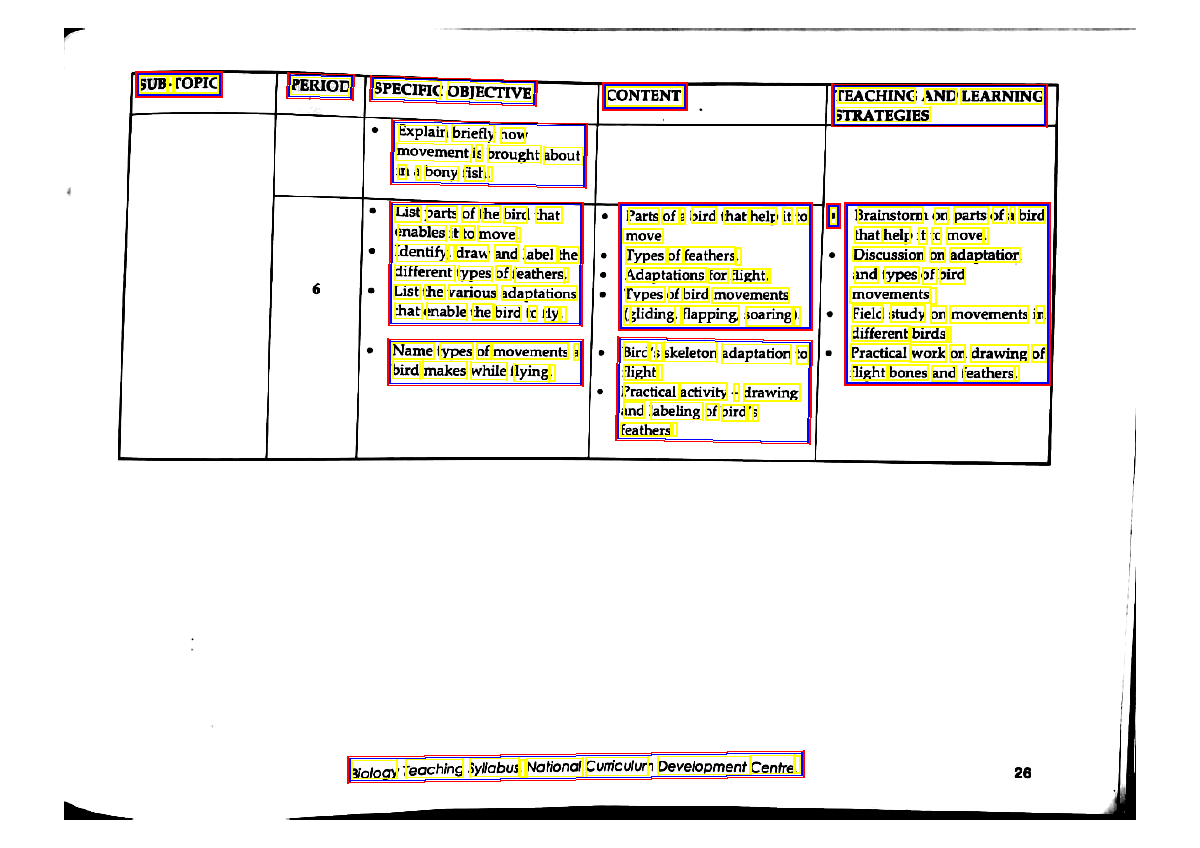 SUB-TOPIC
PERIOD
SPECIFIC OBJECTIVE
CONTENT
TEACHING AND LEARNING
STRATEGIES
• Explain briefly how
movement is brought about
in a bony fish.
6
• List parts of the bird that
enables it to move.
• Identify, draw and label the
different types of feathers.
• List the various adaptations
that enable the bird to fly.
• Name types of movements a
bird makes while flying.
• Parts of a bird that help it to
move
• Types of feathers.
• Adaptations for flight.
• Types of bird movements
(gliding, flapping, soaring).
• Bird's skeleton adaptation to
flight
• Practical activity – drawing
and labeling of bird's
feathers
• Brainstorm on parts of a bird
that help it to move.
• Discussion on adaptation
and types of bird
movements
• Field study on movements in
different birds
• Practical work on drawing of
flight bones and feathers.
Biology Teaching Syllabus National Curriculum Development Centre
26